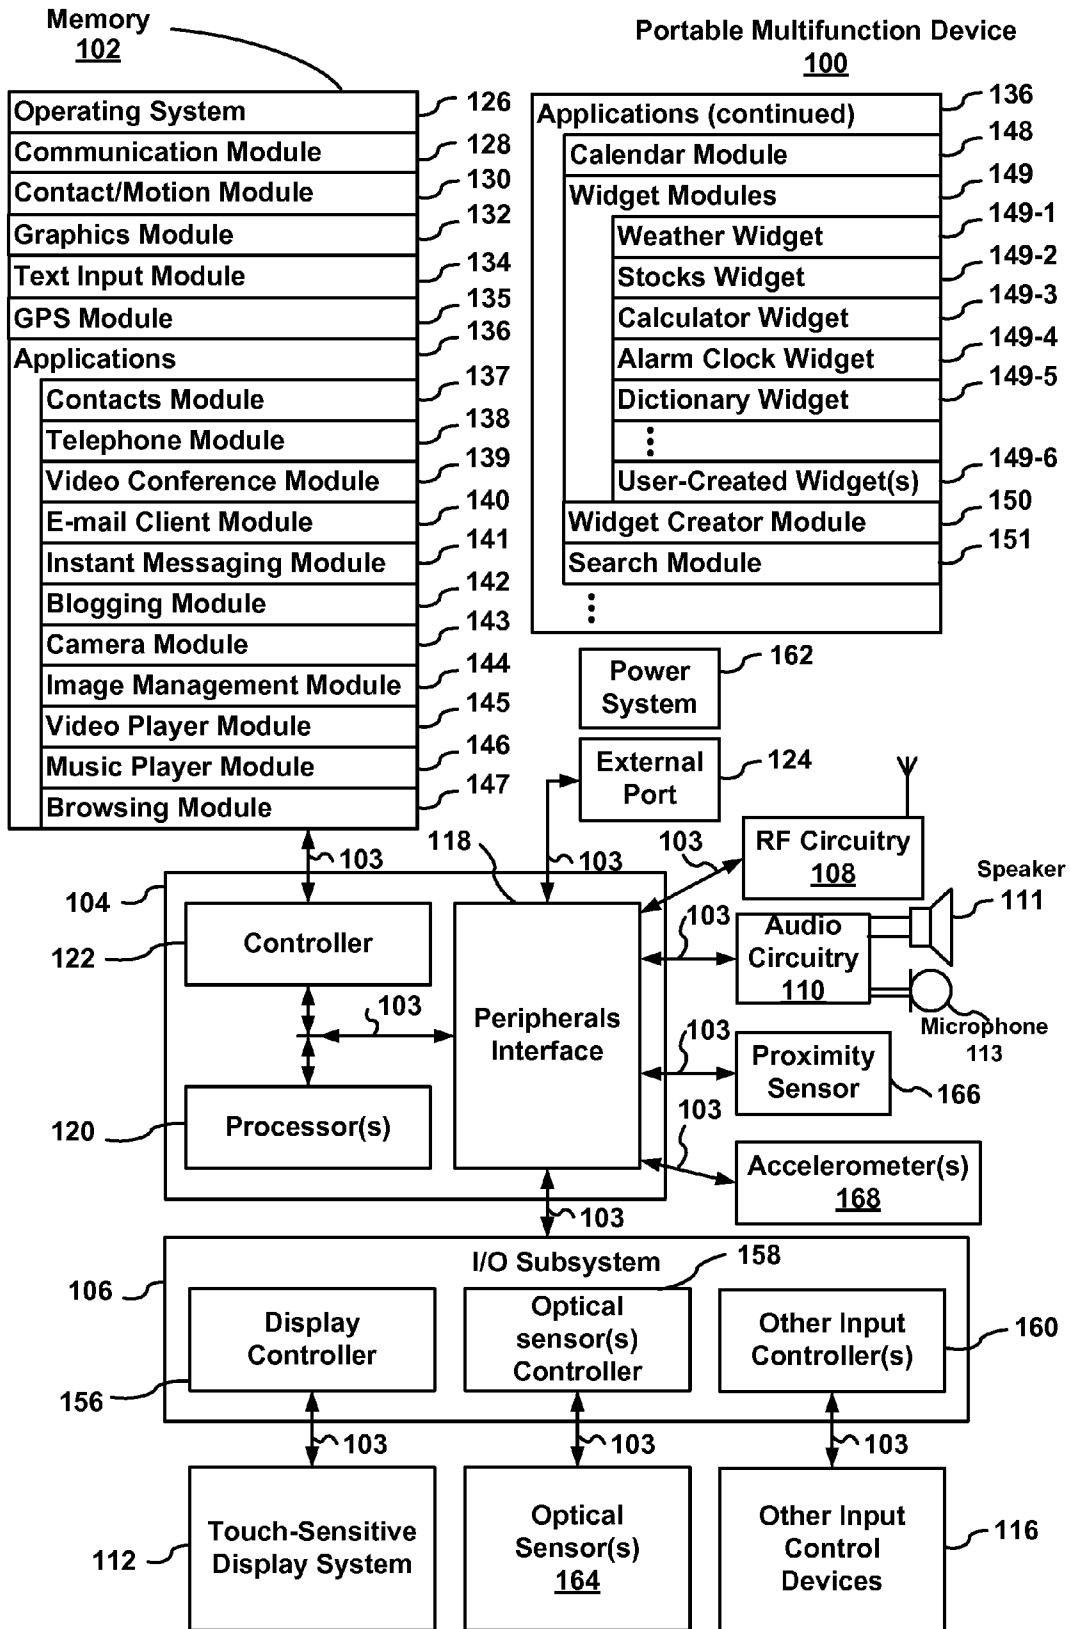 Memory
102
Operating System 126
Communication Module 128
Contact/Motion Module 130
Graphics Module 132
Text Input Module 134
GPS Module 135
Applications 136
Contacts Module 137
Telephone Module 138
Video Conference Module 139
E-mail Client Module 140
Instant Messaging Module 141
Blogging Module 142
Camera Module 143
Image Management Module 144
Video Player Module 145
Music Player Module 146
Browsing Module 147
Portable Multifunction Device
100
Applications (continued) 136
Calendar Module 148
Widget Modules 149
Weather Widget 149-1
Stocks Widget 149-2
Calculator Widget 149-3
Alarm Clock Widget 149-4
Dictionary Widget 149-5
User-Created Widget(s) 149-6
Widget Creator Module 150
Search Module 151
Power
System
162
External
Port
124
103
118
103
103
RF Circuitry
108
Speaker
111
104
Controller
122
103
Audio
Circuitry
110
Microphone
113
103
Peripherals
Interface
103
Proximity
Sensor
166
Processor(s)
120
103
Accelerometer(s)
168
103
I/O Subsystem
106
158
Display
Controller
156
Optical
sensor(s)
Controller
Other Input
Controller(s)
160
103
103
103
Touch-Sensitive
Display System
112
Optical
Sensor(s)
164
Other Input
Control
Devices
116